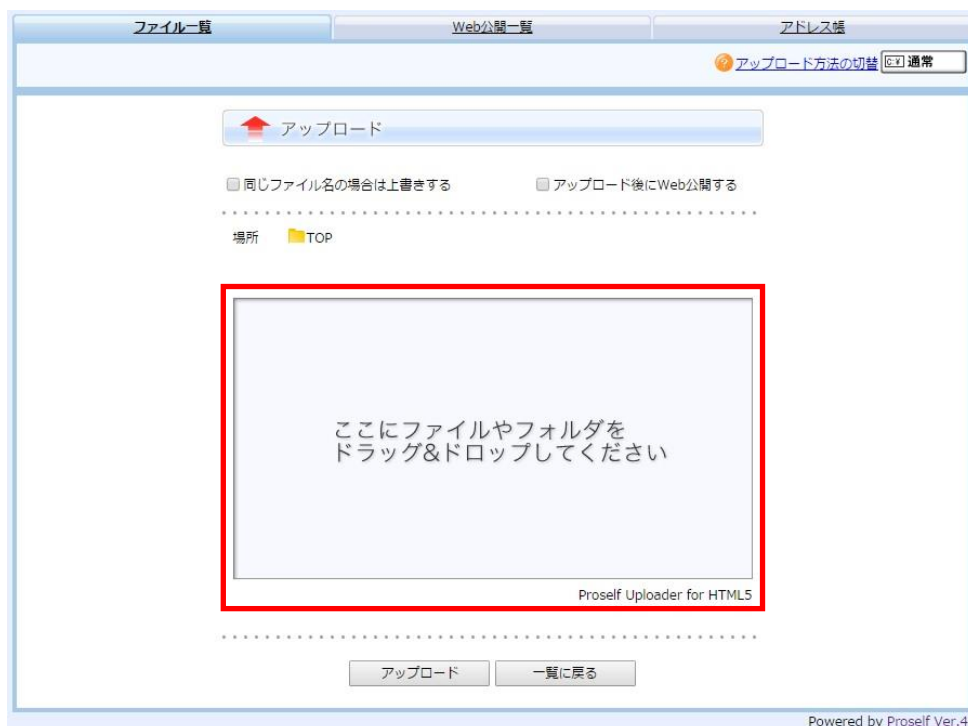 ファイル一覧 Web公開一覧 アドレス帳
アップロード方法の切替 C:¥ 通常
アップロード
同じファイル名の場合は上書きする アップロード後にWeb公開する
場所 TOP
ここにファイルやフォルダを
ドラッグ&ドロップしてください
Proself Uploader for HTML5
アップロード 一覧に戻る
Powered by Proself Ver.4